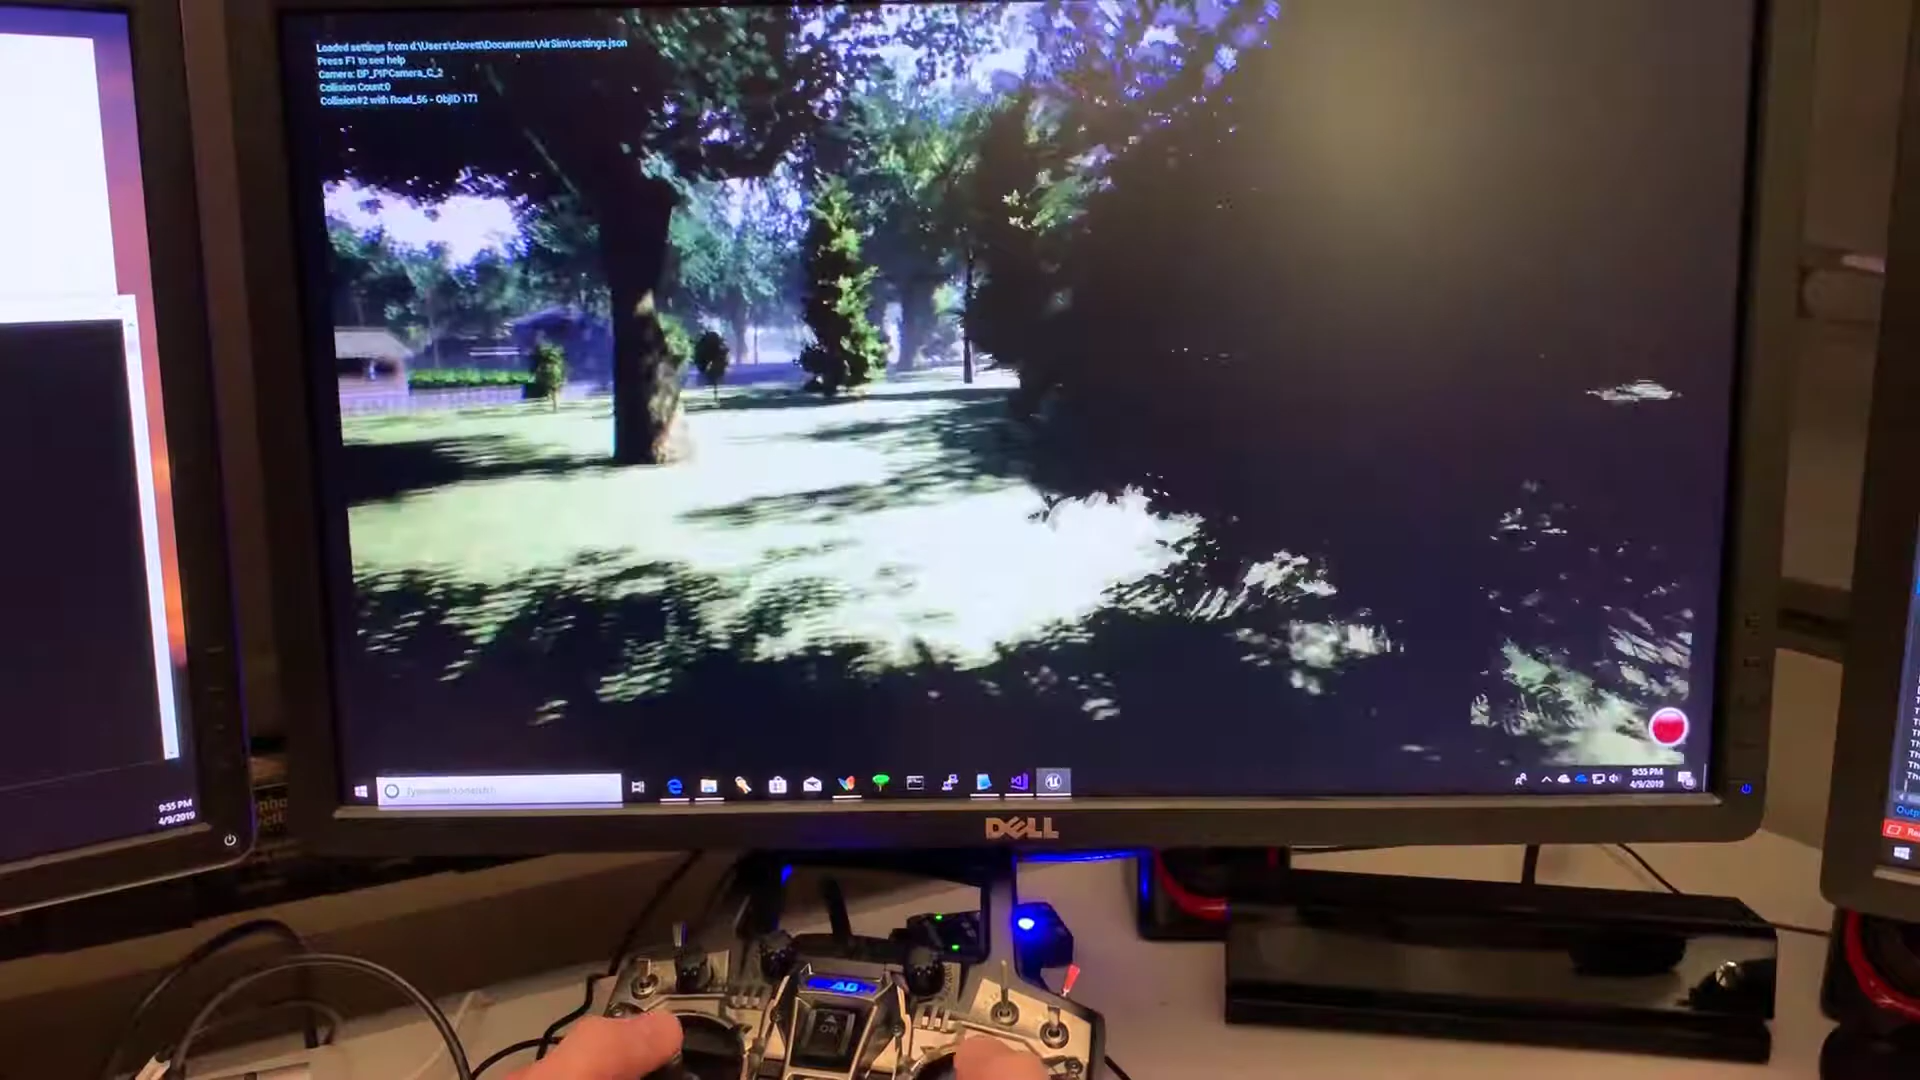 Loaded settings from d:\Users\clovett\Documents\AirSim\settings.json
Press F1 to see help
Camera: BP_PIPCamera_C_2
Collision Count:0
Collision#2 with Road_56 - ObjID 171
9:55 PM
4/9/2019
9:55 PM
4/9/2019
DELL
ON